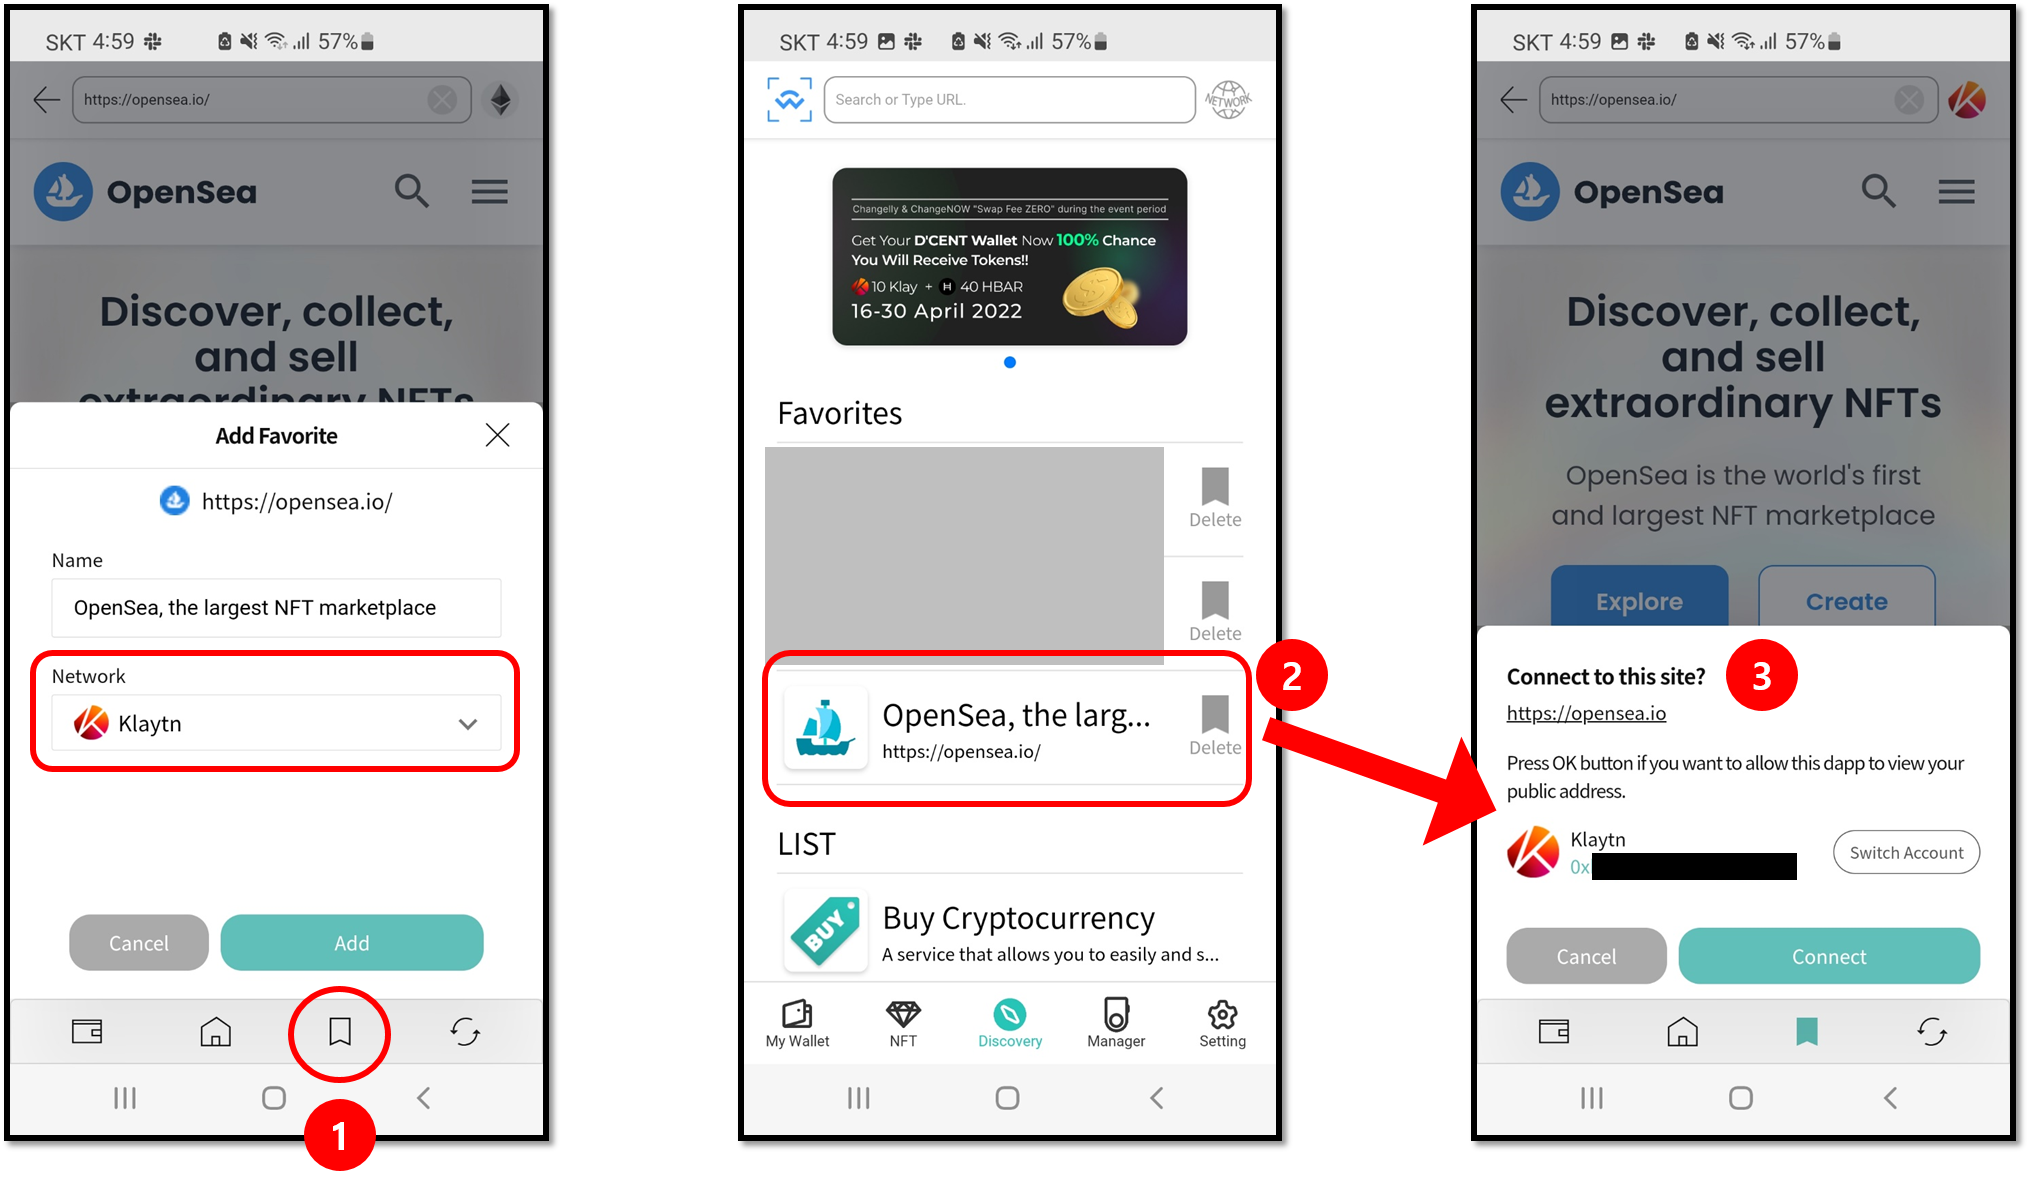 SKT 4:59 57%
https://opensea.io/
OpenSea
Discover, collect,
and sell
extraordinary NFTs
Add Favorite
https://opensea.io/
Name
OpenSea, the largest NFT marketplace
Network
Klaytn
Cancel
Add
1
SKT 4:59 57%
Search or Type URL.
NETWORK
Changelly & ChangeNOW "Swap Fee ZERO" during the event period
Get Your D'CENT Wallet Now 100% Chance
You Will Receive Tokens!!
10 Klay + H 40 HBAR
16-30 April 2022
Favorites
Delete
Delete
OpenSea, the larg...
https://opensea.io/
Delete
2
LIST
BUY
Buy Cryptocurrency
A service that allows you to easily and s...
My Wallet
NFT
Discovery
Manager
Setting
SKT 4:59 57%
https://opensea.io/
OpenSea
Discover, collect,
and sell
extraordinary NFTs
OpenSea is the world's first
and largest NFT marketplace
Explore
Create
Connect to this site?
3
https://opensea.io
Press OK button if you want to allow this dapp to view your
public address.
Klaytn
0x
Switch Account
Cancel
Connect